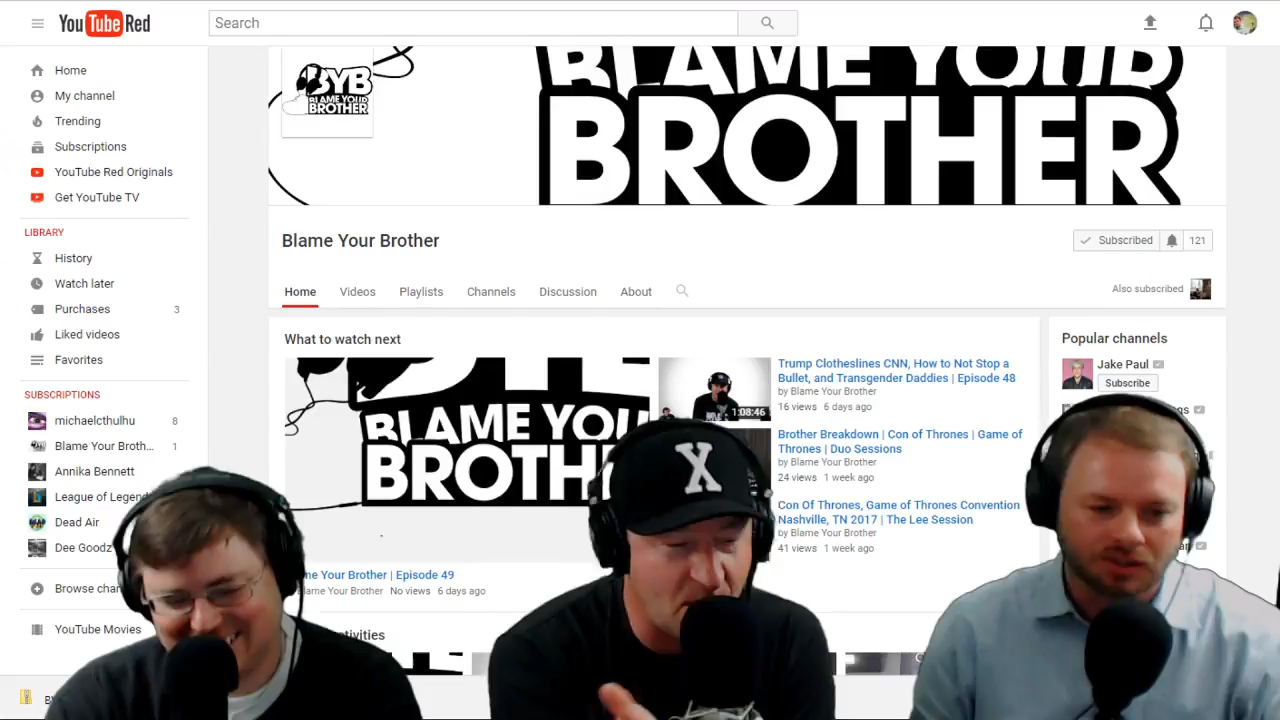 YouTube Red
Search
Home
My channel
Trending
Subscriptions
YouTube Red Originals
Get YouTube TV
LIBRARY
History
Watch later
Purchases 3
Liked videos
Favorites
SUBSCRIPTIONS
michaelcthulhu 8
Blame Your Broth... 1
Annika Bennett
League of Legend
Dead Air
Dee Goodz
Browse chan
YouTube Movies
BYB
BLAME YOUR
BROTHER
BLAME YOUR
BROTHER
Blame Your Brother
Subscribed 121
Home Videos Playlists Channels Discussion About
Also subscribed
What to watch next
BLAME YOU
BROTH
me Your Brother | Episode 49
Blame Your Brother No views 6 days ago
1:08:46
Trump Clotheslines CNN, How to Not Stop a
Bullet, and Transgender Daddies | Episode 48
by Blame Your Brother
16 views 6 days ago
Brother Breakdown | Con of Thrones | Game of
Thrones | Duo Sessions
by Blame Your Brother
24 views 1 week ago
Con Of Thrones, Game of Thrones Convention
Nashville, TN 2017 | The Lee Session
by Blame Your Brother
41 views 1 week ago
Popular channels
Jake Paul
Subscribe
X